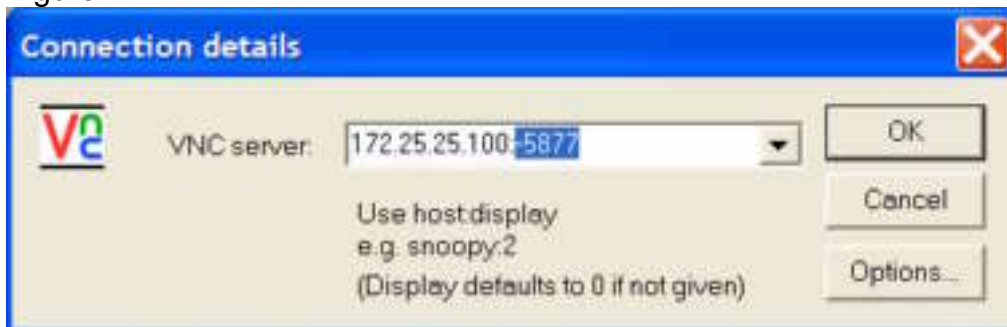 Connection details
VNC server:
172.25.25.100:-5877
OK
Use host:display
e.g. snoopy:2
(Display defaults to 0 if not given)
Cancel
Options...